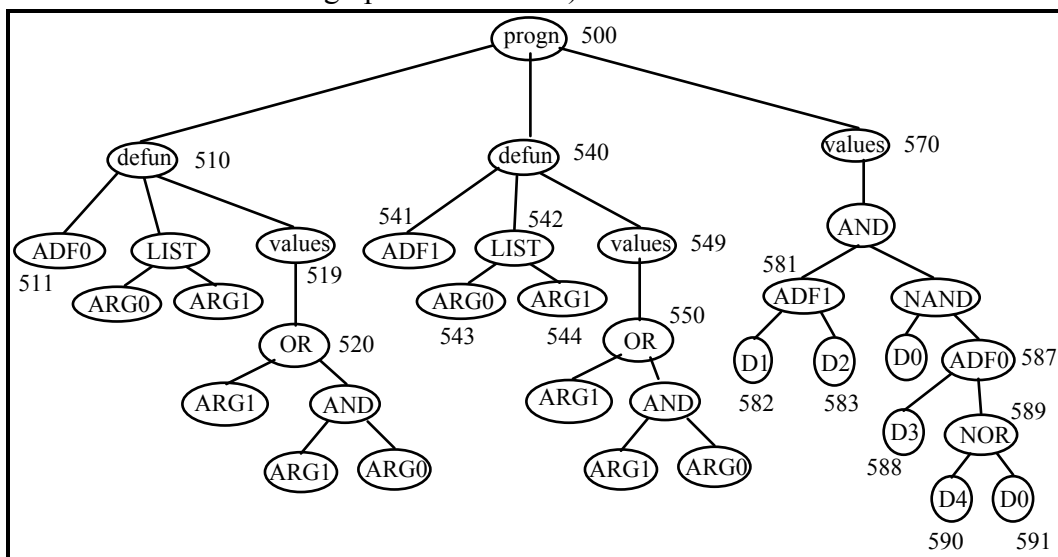 progn 500
defun 510
defun 540
values 570
541
542
AND
ADF0
LIST
values
ADF1
LIST
values 549
511
519
581
ARG0
ARG1
ARG0
ARG1
ADF1
NAND
543
544
550
OR 520
OR
D1
D2
D0
ADF0 587
582
583
ARG1
AND
ARG1
AND
589
D3
NOR
588
ARG1
ARG0
ARG1
ARG0
D4
D0
590
591